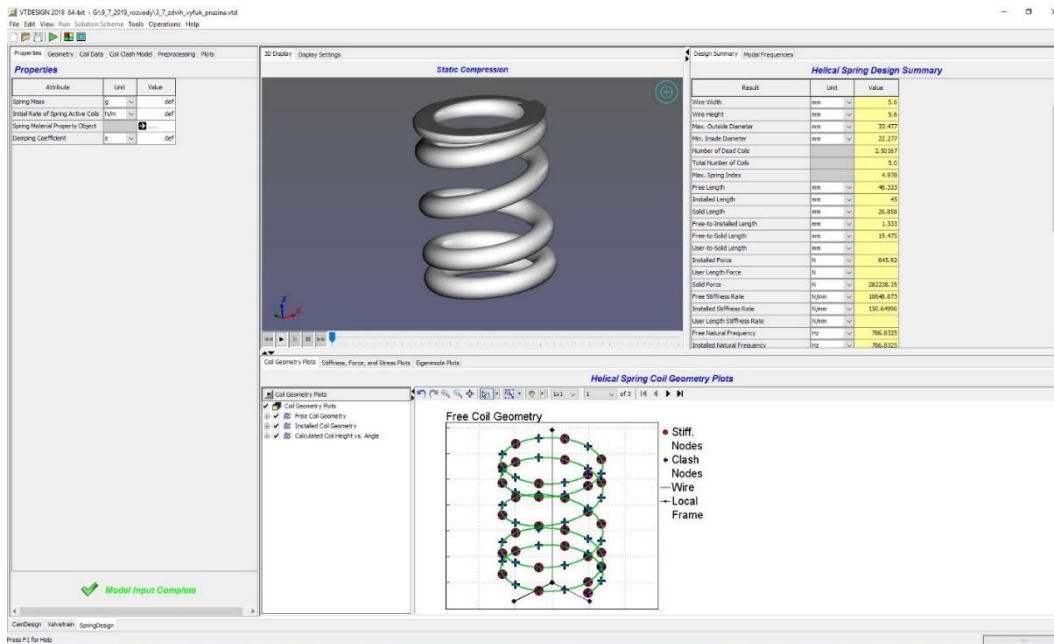 VTDESIGN 2018 64-bit - G:\9_7_2019_rozvody\3_7_zdvih_vyfuk_pruzina.vtd
File Edit View Run Solution Scheme Tools Operations Help
Properties Geometry Coil Data Coil Clash Model Preprocessing Plots
Properties
Attribute Unit Value
Spring Mass g def
Initial Rate of Spring Active Coils N/m def
Spring Material Property Object ...
Damping Coefficient s def
Model Input Complete
3D Display Display Settings
Static Compression
Z
X
Design Summary Modal Frequencies
Helical Spring Design Summary
Result Unit Value
Wire Width mm 5.6
Wire Height mm 5.6
Max. Outside Diameter mm 33.477
Min. Inside Diameter mm 22.277
Number of Dead Coils 2.50167
Total Number of Coils 5.0
Max. Spring Index 4.978
Free Length mm 46.333
Installed Length mm 45
Solid Length mm 26.858
Free-to-Installed Length mm 1.333
Free-to-Solid Length mm 19.475
User-to-Solid Length mm
Installed Force N 645.92
User Length Force N
Solid Force N 282238.35
Free Stiffness Rate N/mm 18648.673
Installed Stiffness Rate N/mm 150.64996
User Length Stiffness Rate N/mm
Free Natural Frequency Hz 786.8325
Installed Natural Frequency Hz 786.8325
Coil Geometry Plots Stiffness, Force, and Stress Plots Eigenmode Plots
Helical Spring Coil Geometry Plots
Coil Geometry Plots
Coil Geometry Plots
Free Coil Geometry
Installed Coil Geometry
Calculated Coil Height vs. Angle
1x1 1 of 3
Free Coil Geometry
Stiff.
Nodes
Clash
Nodes
Wire
Local
Frame
CamDesign Valvetrain SpringDesign
Press F1 for Help